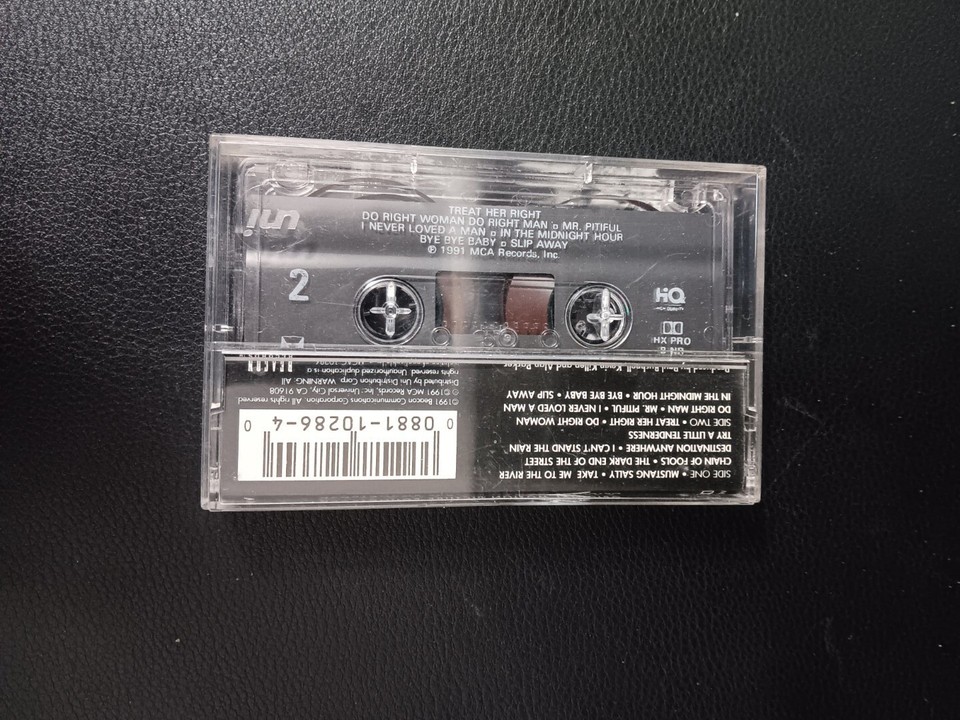 uni
TREAT HER RIGHT
DO RIGHT WOMAN DO RIGHT MAN ▫ MR. PITIFUL
I NEVER LOVED A MAN ▫ IN THE MIDNIGHT HOUR
BYE BYE BABY ▫ SLIP AWAY
℗ 1991 MCA Records, Inc.
2
HQ
HX PRO
B NR
SIDE ONE • MUSTANG SALLY • TAKE ME TO THE RIVER
CHAIN OF FOOLS • THE DARK END OF THE STREET
DESTINATION ANYWHERE • I CAN'T STAND THE RAIN
TRY A LITTLE TENDERNESS
SIDE TWO • TREAT HER RIGHT • DO RIGHT WOMAN
DO RIGHT MAN • MR. PITIFUL • I NEVER LOVED A MAN
IN THE MIDNIGHT HOUR • BYE BYE BABY • SLIP AWAY
Killen and Alan Parker
0 0881-10286-4 0
1991 Beacon Communications Corporation. All rights reserved.
℗©1991 MCA Records, Inc., Universal City, CA 91608
Distributed by Uni Distribution Corp. WARNING: All
rights reserved. Unauthorized duplication is a